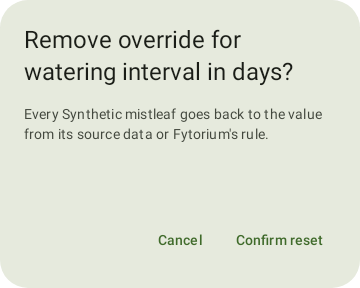 Remove override for
watering interval in days?
Every Synthetic mistleaf goes back to the value
from its source data or Fytorium's rule.
Cancel
Confirm reset